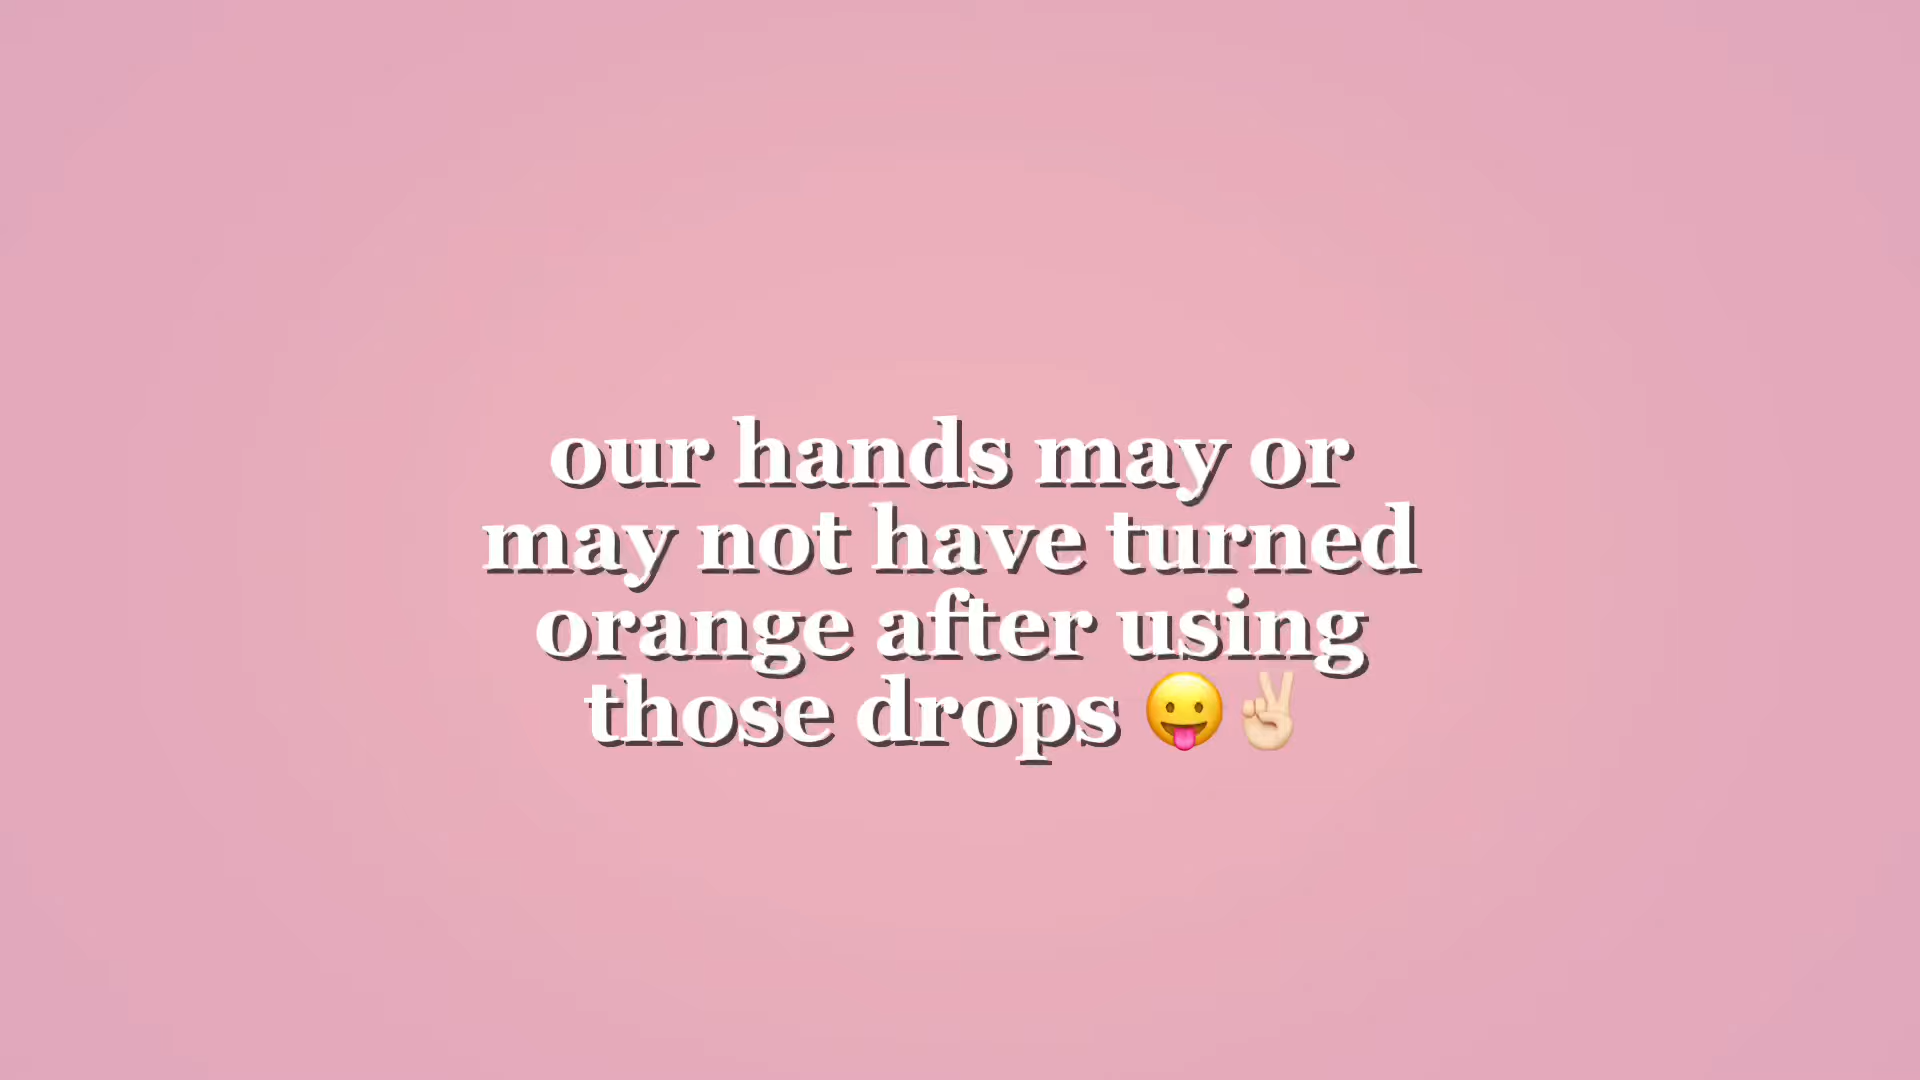 our hands may or
may not have turned
orange after using
those drops 😛✌🏻